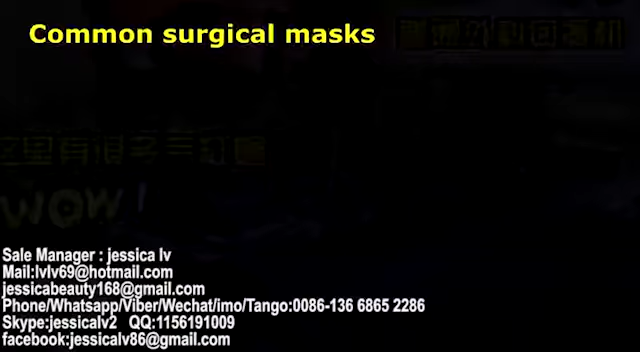 Common surgical masks
WOW!
Sale Manager : jessica lv
Mail:lvlv69@hotmail.com
jessicabeauty168@gmail.com
Phone/Whatsapp/Viber/Wechat/imo/Tango:0086-136 6865 2286
Skype:jessicalv2 QQ:1156191009
facebook:jessicalv86@gmail.com